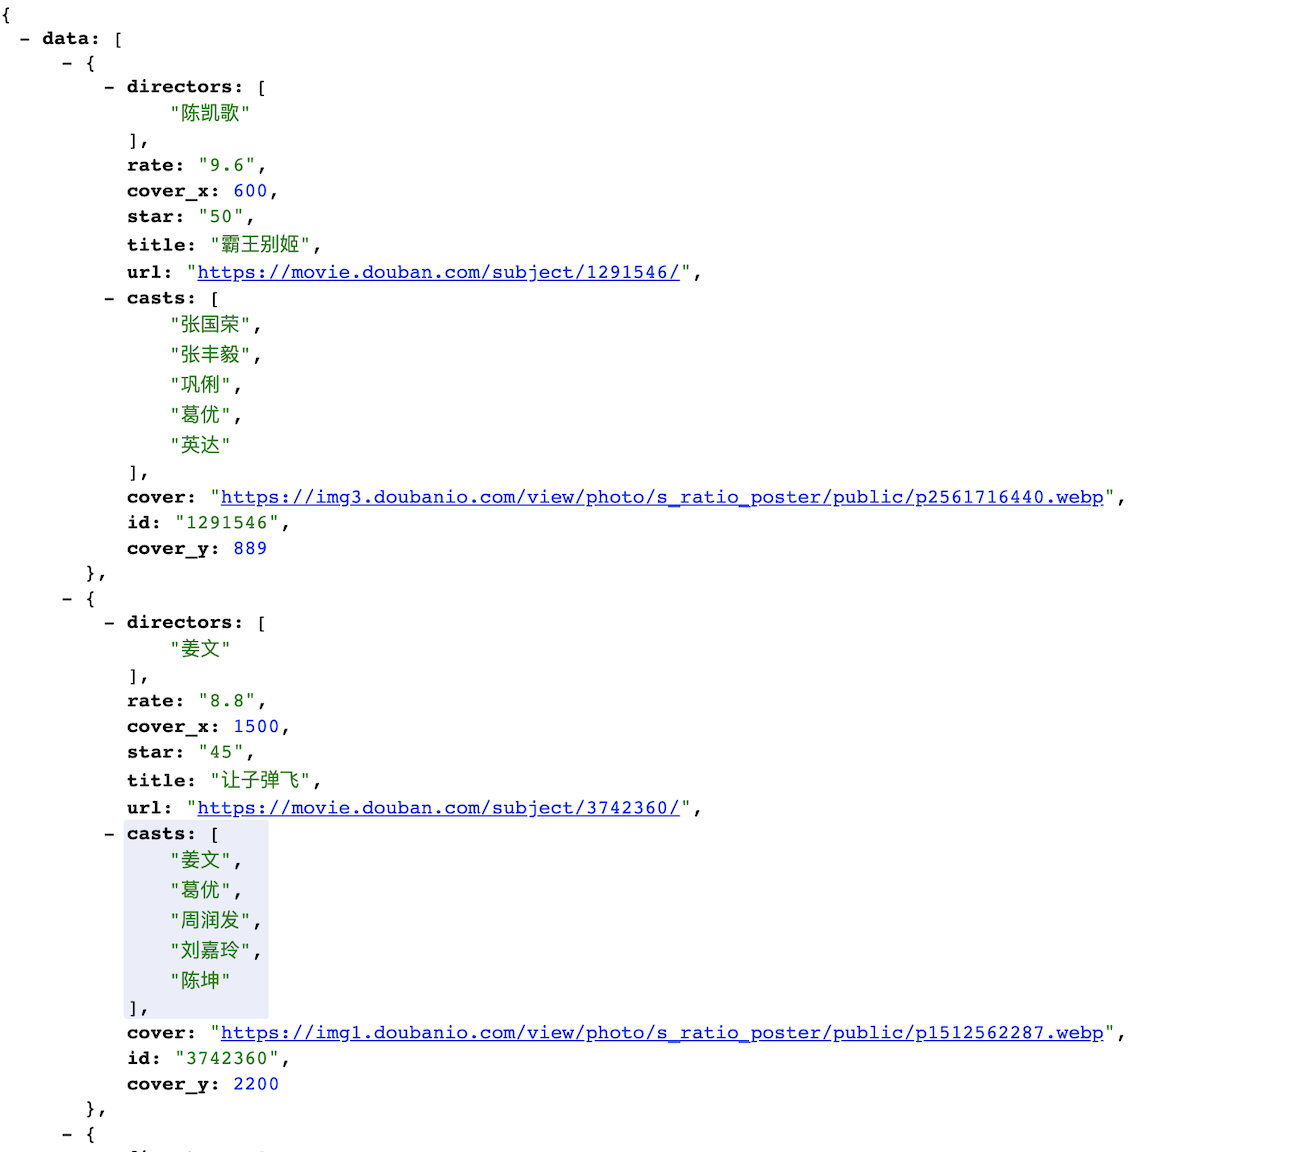 {
- data: [
- {
- directors: [
"陈凯歌"
],
rate: "9.6",
cover_x: 600,
star: "50",
title: "霸王别姬",
url: "https://movie.douban.com/subject/1291546/",
- casts: [
"张国荣",
"张丰毅",
"巩俐",
"葛优",
"英达"
],
cover: "https://img3.doubanio.com/view/photo/s_ratio_poster/public/p2561716440.webp",
id: "1291546",
cover_y: 889
},
- {
- directors: [
"姜文"
],
rate: "8.8",
cover_x: 1500,
star: "45",
title: "让子弹飞",
url: "https://movie.douban.com/subject/3742360/",
- casts: [
"姜文",
"葛优",
"周润发",
"刘嘉玲",
"陈坤"
],
cover: "https://img1.doubanio.com/view/photo/s_ratio_poster/public/p1512562287.webp",
id: "3742360",
cover_y: 2200
},
- {